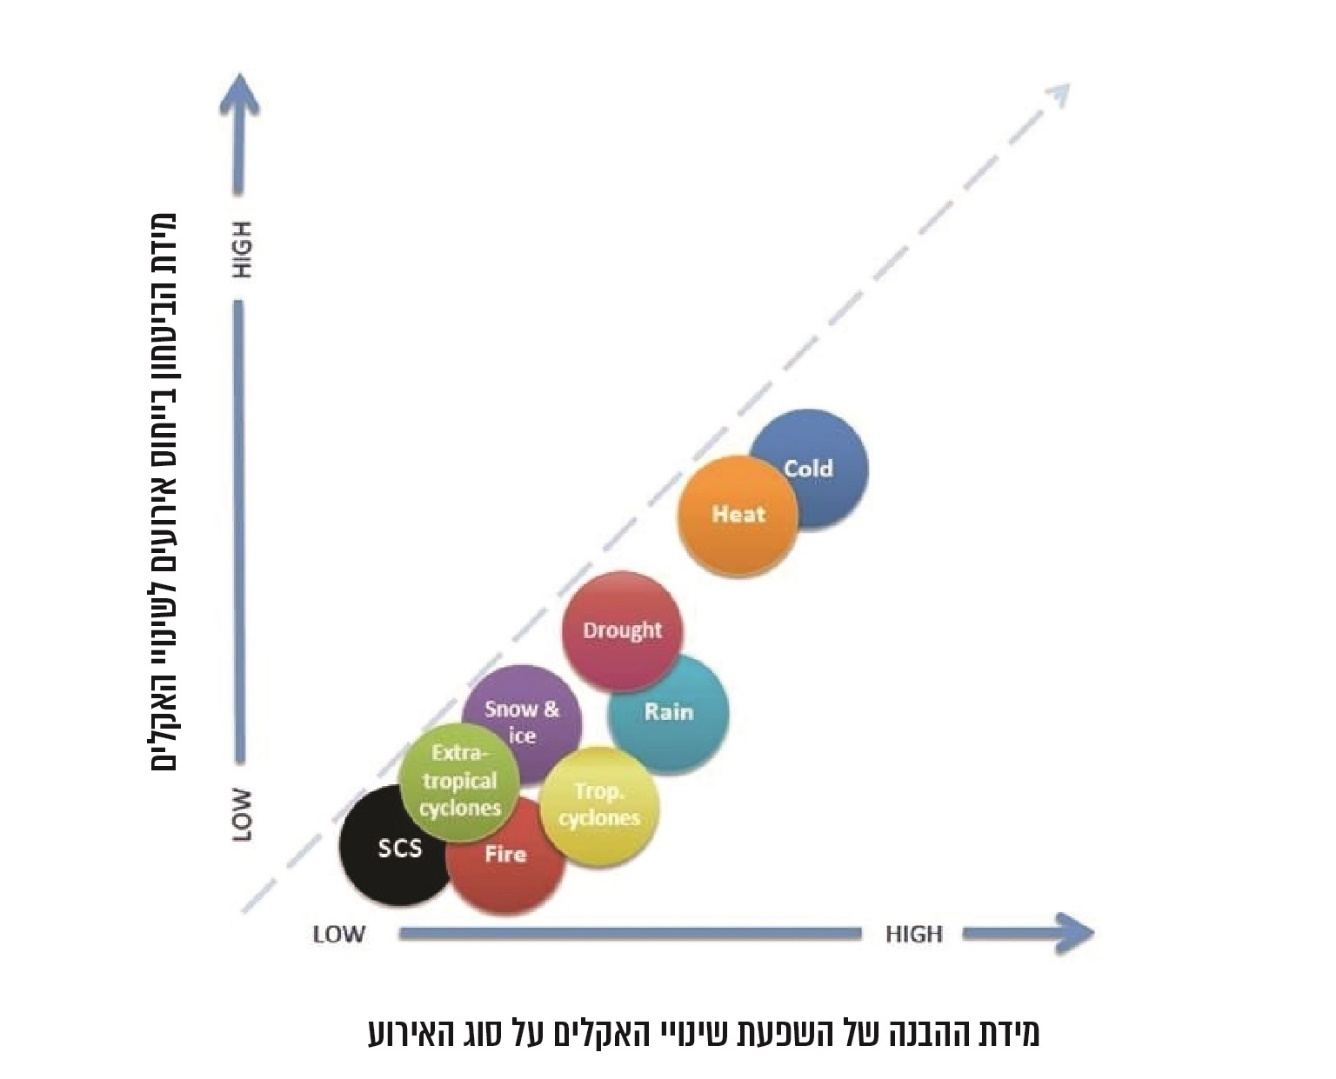 מידת הביטחון בייחוס אירועים לשינויי האקלים
HIGH
LOW
Cold
Heat
Drought
Rain
Snow &
ice
Extra-
tropical
cyclones
Trop.
cyclones
SCS
Fire
LOW
HIGH
מידת ההבנה של השפעת שינויי האקלים על סוג האירוע